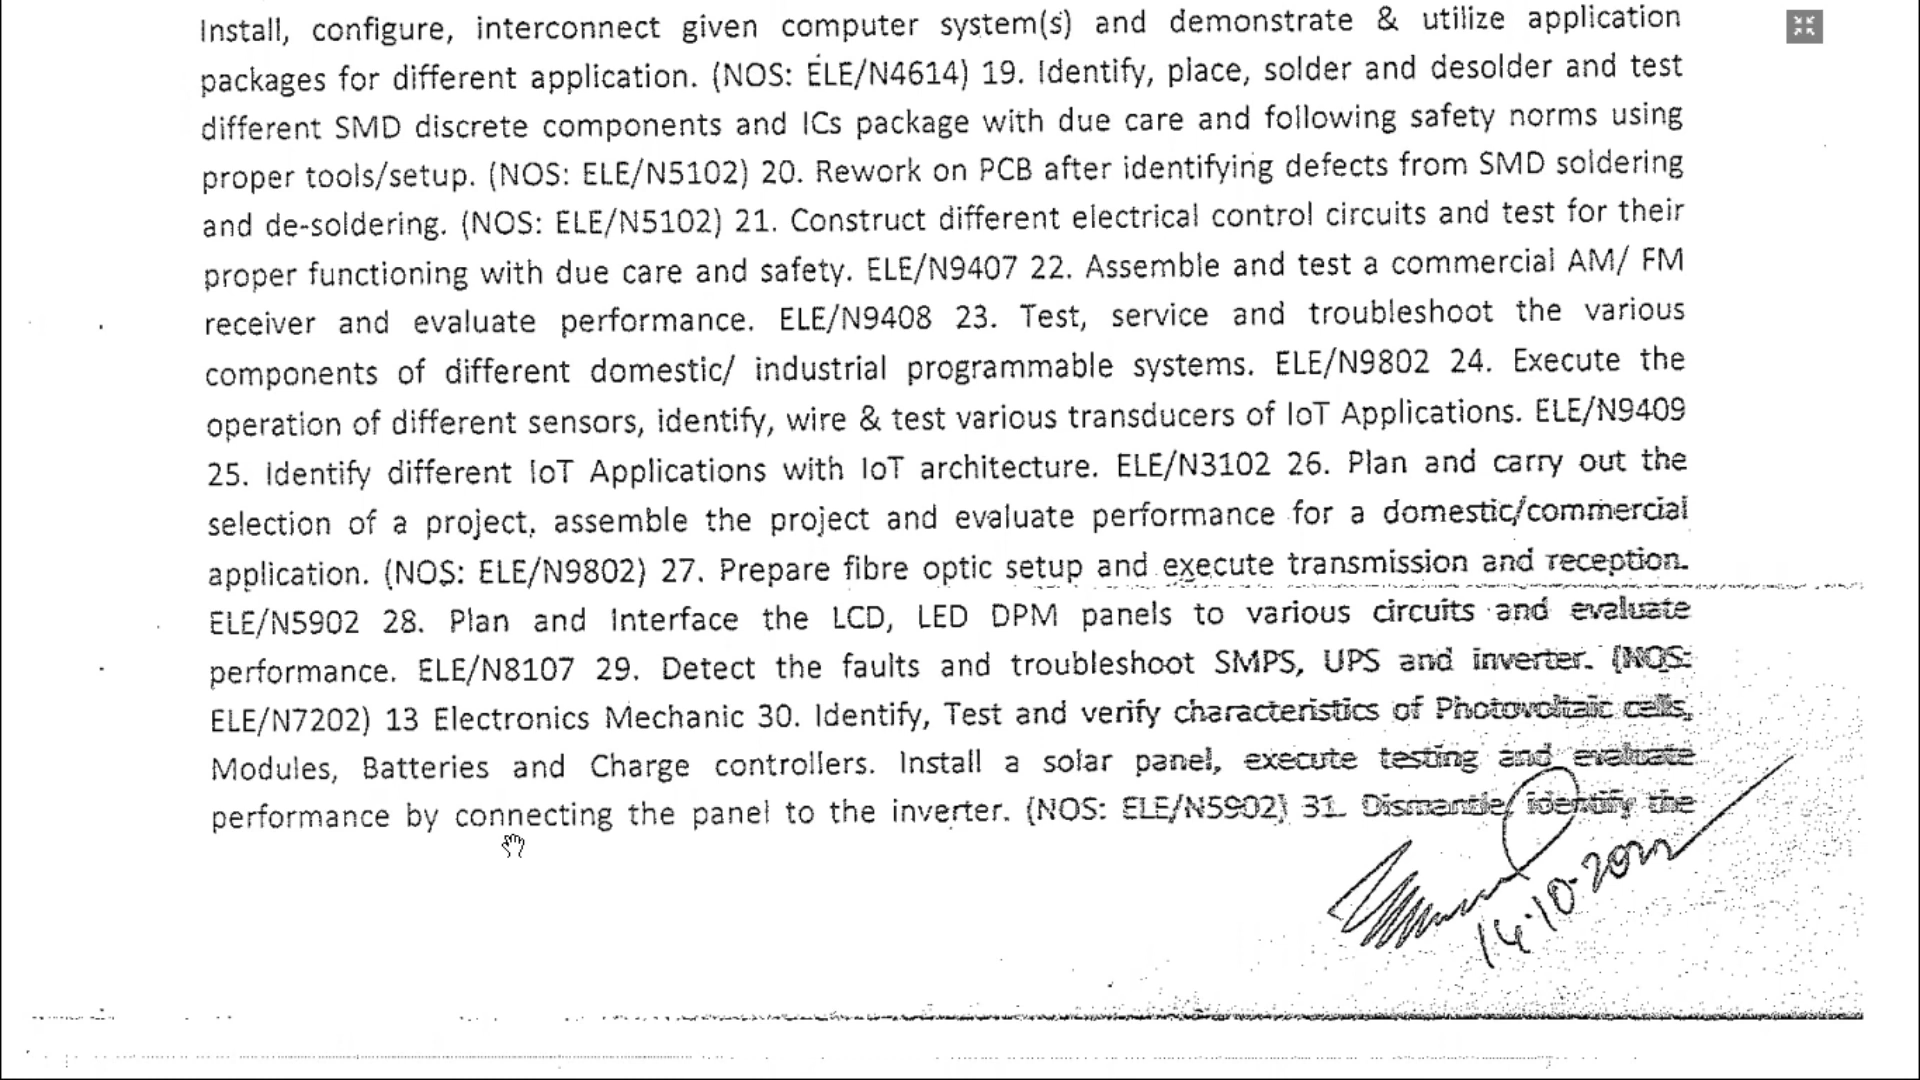 Install, configure, interconnect given computer system(s) and demonstrate & utilize application
packages for different application. (NOS: ELE/N4614) 19. Identify, place, solder and desolder and test
different SMD discrete components and ICs package with due care and following safety norms using
proper tools/setup. (NOS: ELE/N5102) 20. Rework on PCB after identifying defects from SMD soldering
and de-soldering. (NOS: ELE/N5102) 21. Construct different electrical control circuits and test for their
proper functioning with due care and safety. ELE/N9407 22. Assemble and test a commercial AM/ FM
receiver and evaluate performance. ELE/N9408 23. Test, service and troubleshoot the various
components of different domestic/ industrial programmable systems. ELE/N9802 24. Execute the
operation of different sensors, identify, wire & test various transducers of IoT Applications. ELE/N9409
25. Identify different IoT Applications with IoT architecture. ELE/N3102 26. Plan and carry out the
selection of a project, assemble the project and evaluate performance for a domestic/commercial
application. (NOS: ELE/N9802) 27. Prepare fibre optic setup and execute transmission and reception.
ELE/N5902 28. Plan and Interface the LCD, LED DPM panels to various circuits and evaluate
performance. ELE/N8107 29. Detect the faults and troubleshoot SMPS, UPS and inverter. (NOS:
ELE/N7202) 13 Electronics Mechanic 30. Identify, Test and verify characteristics of Photovoltaic cells,
Modules, Batteries and Charge controllers. Install a solar panel, execute testing and evaluate
performance by connecting the panel to the inverter. (NOS: ELE/N5902) 31. Dismantle, identify the
14.10.2022